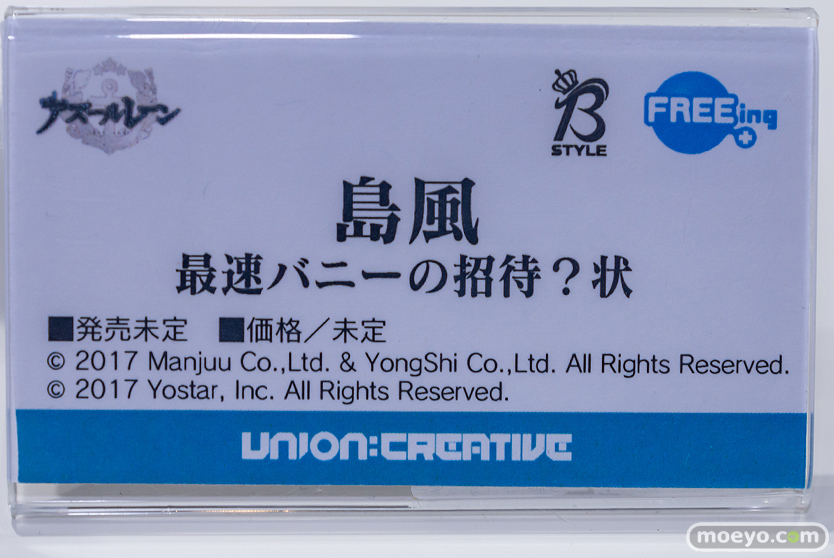 アズールレーン
B
STYLE
FREEing
島風
最速バニーの招待？状
■発売未定　■価格／未定
© 2017 Manjuu Co.,Ltd. & YongShi Co.,Ltd. All Rights Reserved.
© 2017 Yostar, Inc. All Rights Reserved.
UNION:CREATIVE
moeyo.com